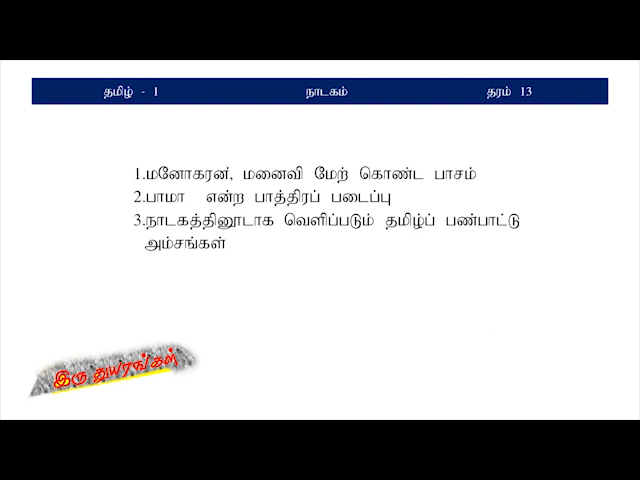 தமிழ் - 1 நாடகம் தரம் 13
1.மனோகரன், மனைவி மேற் கொண்ட பாசம்
2.பாமா என்ற பாத்திரப் படைப்பு
3.நாடகத்தினூடாக வெளிப்படும் தமிழ்ப் பண்பாட்டு
அம்சங்கள்
இரு துயரங்கள்